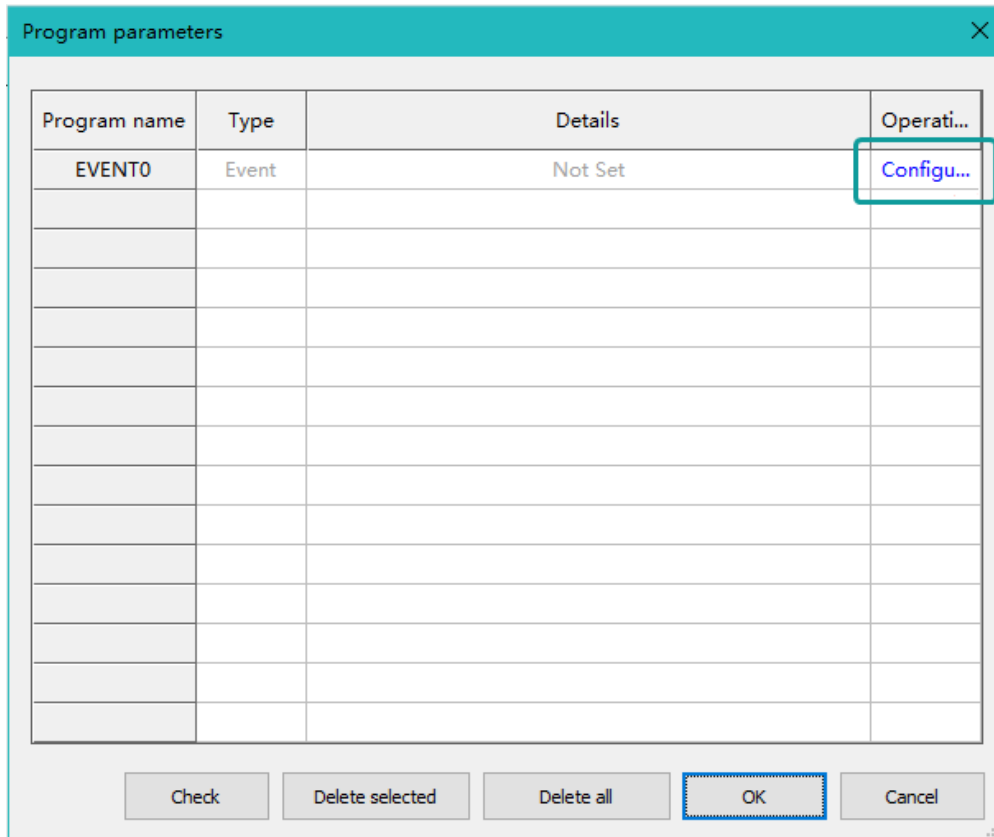 Program parameters
Program name Type Details Operati...
EVENT0 Event Not Set Configu...
Check Delete selected Delete all OK Cancel